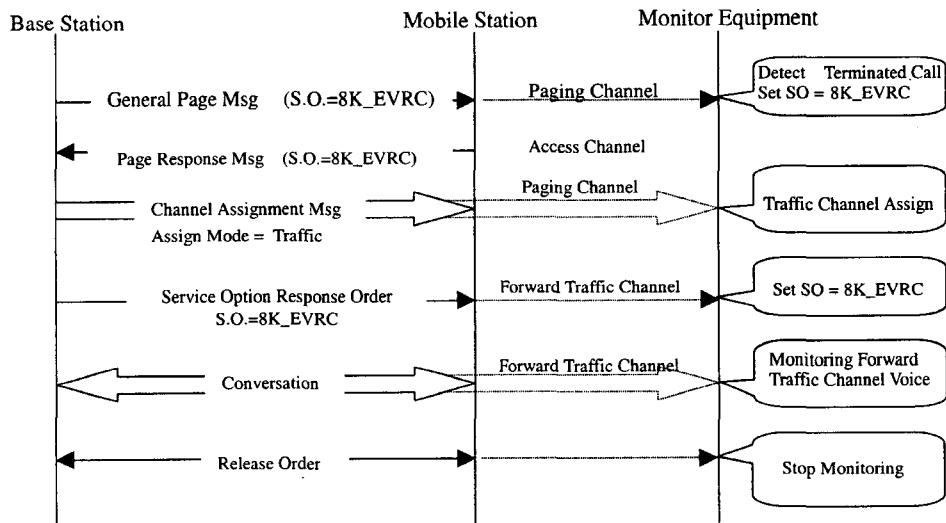 Base Station
Mobile Station
Monitor Equipment
General Page Msg (S.O.=8K_EVRC)
Paging Channel
Detect Terminated Call
Set SO = 8K_EVRC
Page Response Msg (S.O.=8K_EVRC)
Access Channel
Channel Assignment Msg
Assign Mode = Traffic
Paging Channel
Traffic Channel Assign
Service Option Response Order
S.O.=8K_EVRC
Forward Traffic Channel
Set SO = 8K_EVRC
Conversation
Forward Traffic Channel
Monitoring Forward
Traffic Channel Voice
Release Order
Stop Monitoring